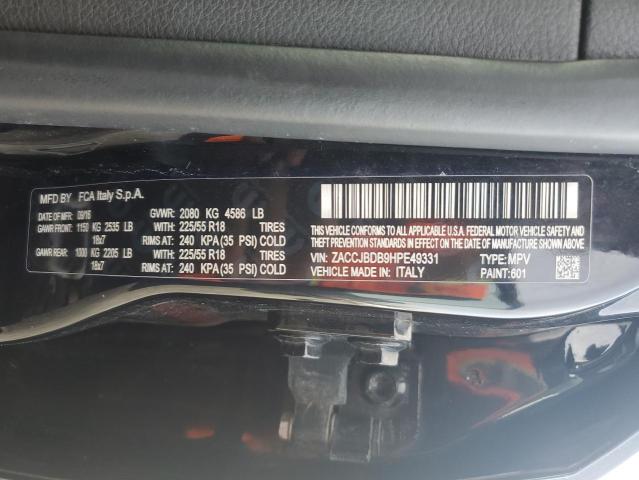 MFD BY FCA Italy S.p.A.
09/16 GVWR: 2080 KG 4586 LB
GAWR FRONT: 1150 KG 2535 LB WITH:225/55 R18 TIRES
18x7 RIMS AT: 240 KPA(35 PSI) COLD
GAWR REAR: 1000 KG 2205 LB WITH:225/55 R18 TIRES
18x7 RIMS AT: 240 KPA(35 PSI) COLD
THIS VEHICLE CONFORMS TO ALL APPLICABLE U.S.A.
FEDERAL MOTOR VEHICLE SAFETY, BUMPER, AND
THEFT PREVENTION STANDARDS IN EFFECT ON THE
DATE OF MANUFACTURE SHOWN ABOVE.
VIN: ZACCJBDB9HPE49331 TYPE: MPV
VEHICLE MADE IN: ITALY PAINT:601